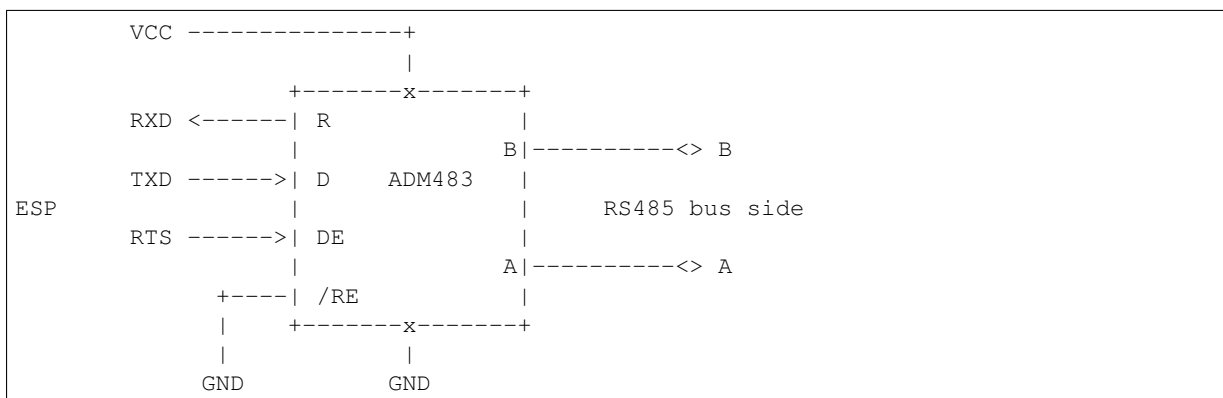 VCC ---------------+
|
+-------x-------+
RXD <------| R |
| B|----------<> B
TXD ------>| D ADM483 |
ESP | | RS485 bus side
RTS ------>| DE |
| A|----------<> A
+----| /RE |
| +-------x-------+
| |
GND GND